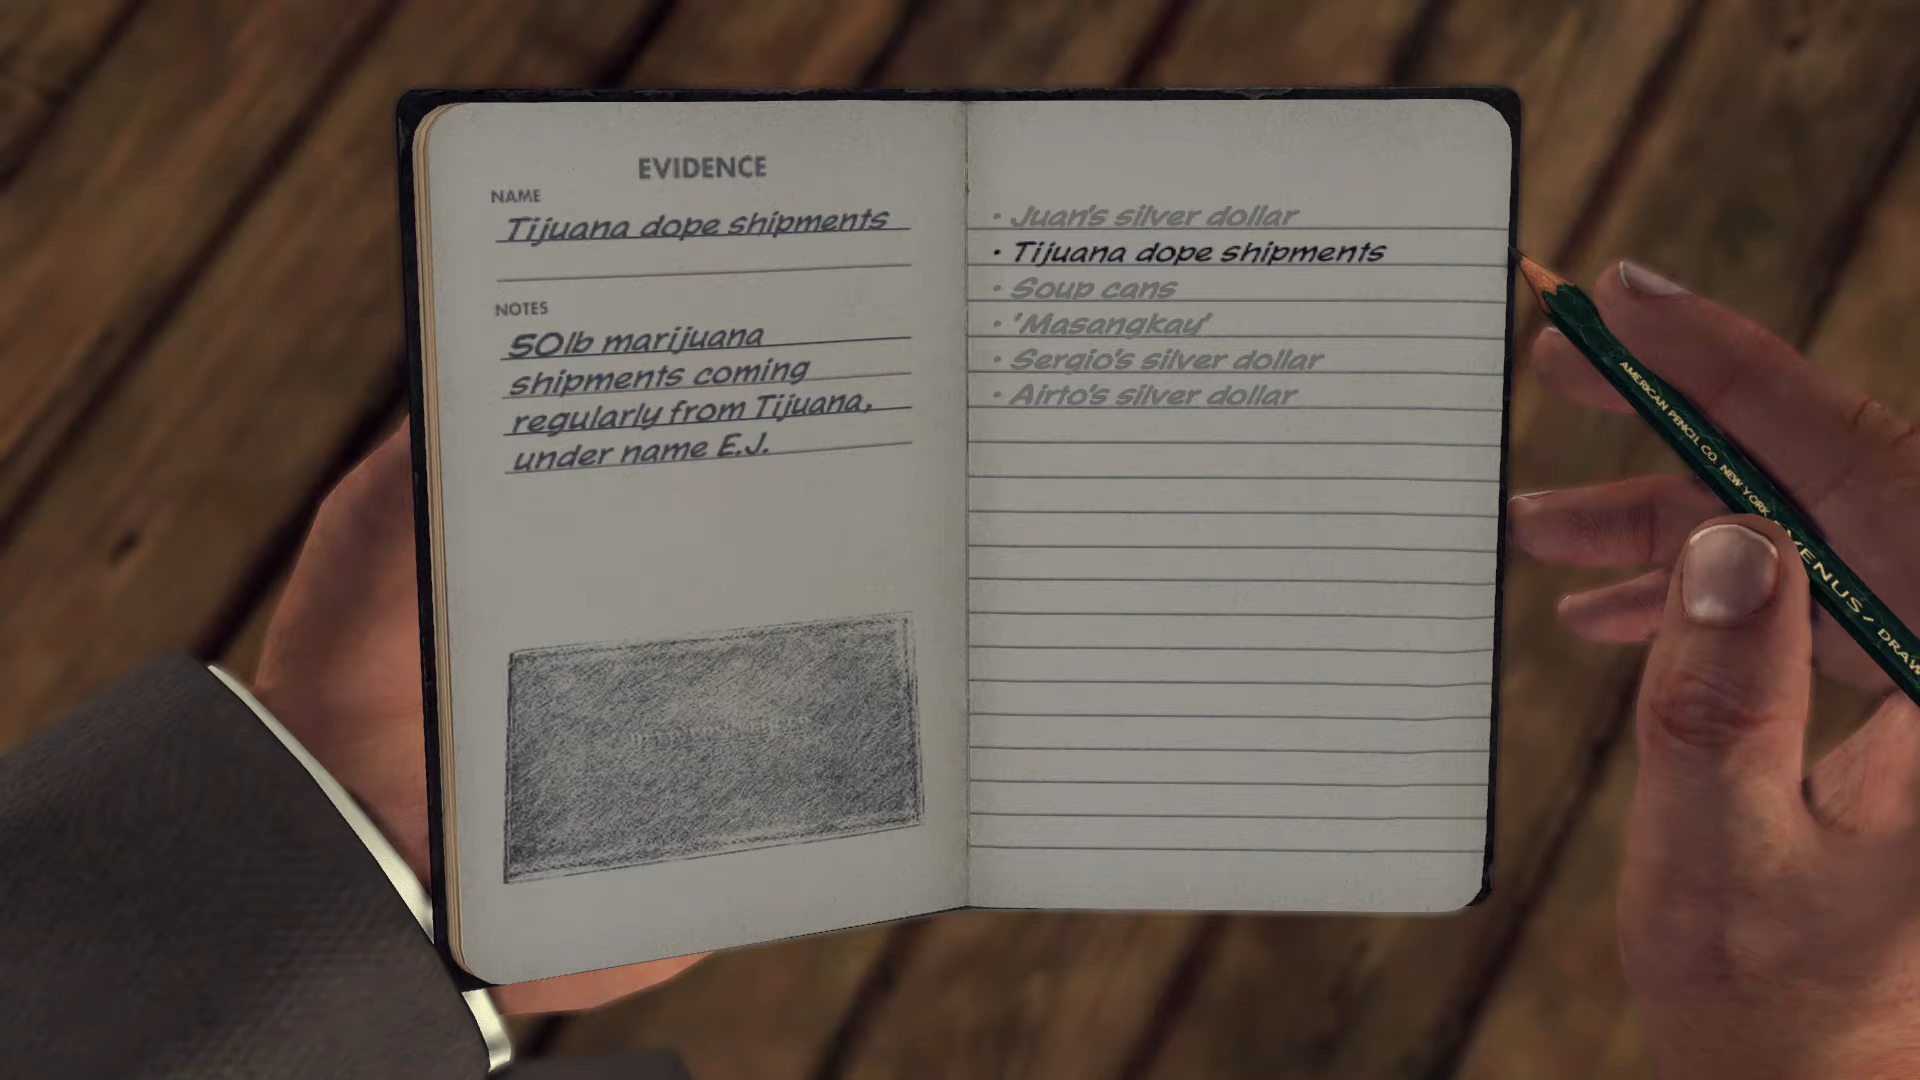 EVIDENCE
NAME
Tijuana dope shipments
NOTES
50lb marijuana
shipments coming
regularly from Tijuana,
under name E.J.
• Juan's silver dollar
• Tijuana dope shipments
• Soup cans
• 'Masangkay'
• Sergio's silver dollar
• Airto's silver dollar
AMERICAN PENCIL CO. NEW YORK
VENUS / DRAW